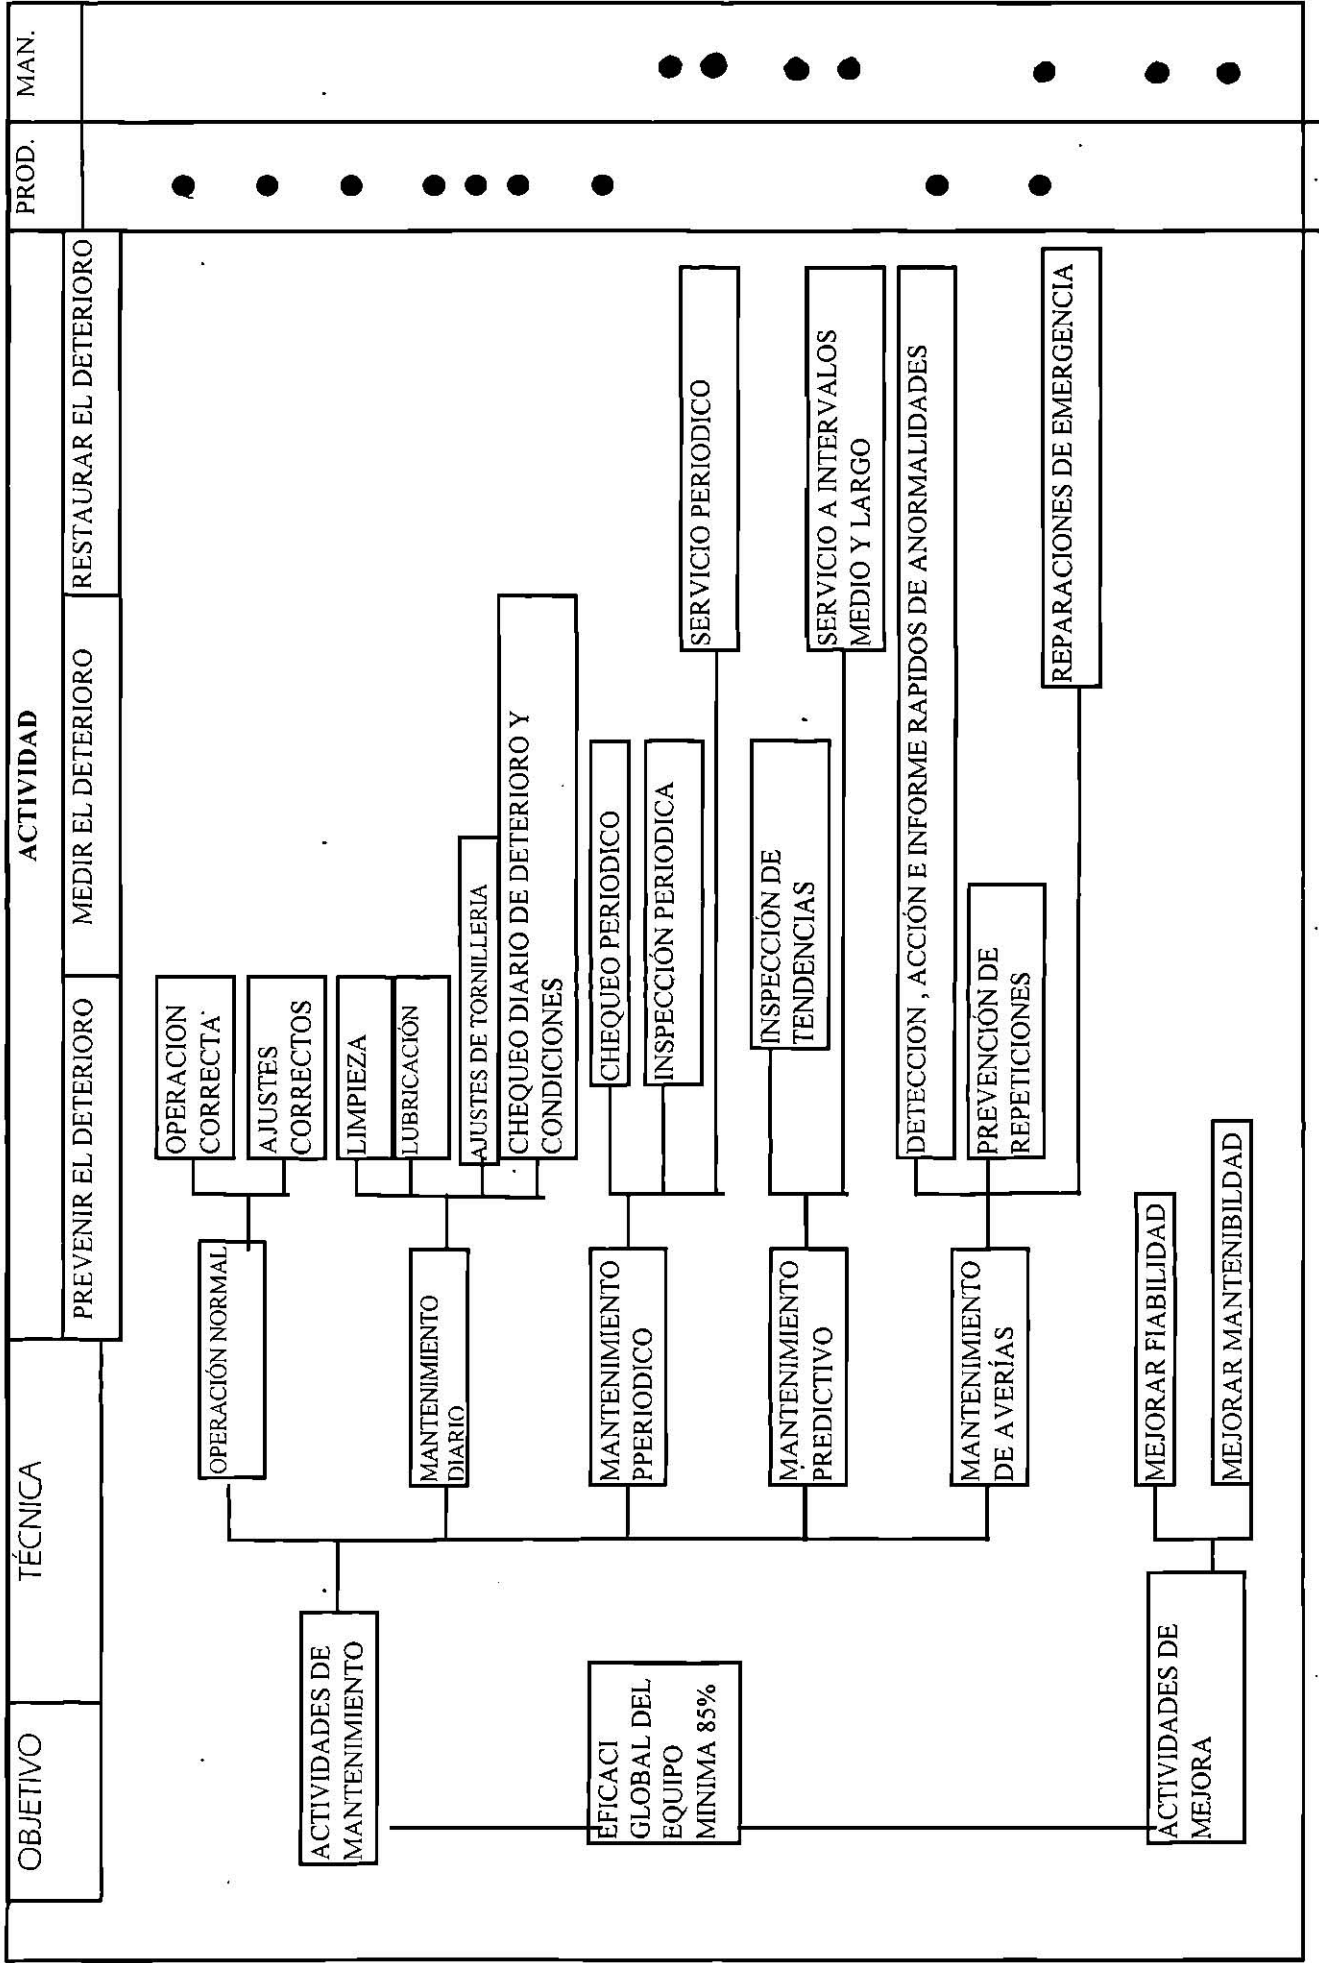 OBJETIVO
TÉCNICA
ACTIVIDAD
PROD.
MAN.
PREVENIR EL DETERIORO
MEDIR EL DETERIORO
RESTAURAR EL DETERIORO
OPERACION
CORRECTA
OPERACIÓN NORMAL
AJUSTES
CORRECTOS
ACTIVIDADES DE
MANTENIMIENTO
LIMPIEZA
LUBRICACIÓN
MANTENIMIENTO
DIARIO
AJUSTES DE TORNILLERIA
CHEQUEO DIARIO DE DETERIORO Y
CONDICIONES
EFICACI
GLOBAL DEL
EQUIPO
MINIMA 85%
MANTENIMIENTO
PPERIODICO
CHEQUEO PERIODICO
INSPECCIÓN PERIODICA
SERVICIO PERIODICO
MANTENIMIENTO
PREDICTIVO
INSPECCIÓN DE
TENDENCIAS
SERVICIO A INTERVALOS
MEDIO Y LARGO
DETECCION , ACCIÓN E INFORME RAPIDOS DE ANORMALIDADES
MANTENIMIENTO
DE AVERÍAS
PREVENCIÓN DE
REPETICIONES
REPARACIONES DE EMERGENCIA
ACTIVIDADES DE
MEJORA
MEJORAR FIABILIDAD
MEJORAR MANTENIBILDAD